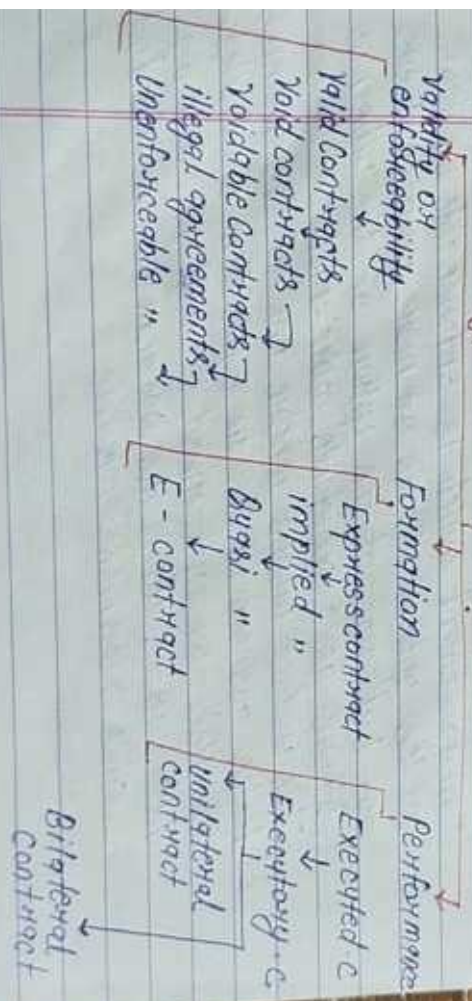 Validity or
enforceability
Valid Contracts
Void contracts
Voidable Contracts
illegal agreements
Unenforceable "
Formation
Express contract
implied "
Quasi "
E - contract
Performance
Executed c
Executory - c
Unilateral
contract
Bilateral
contract